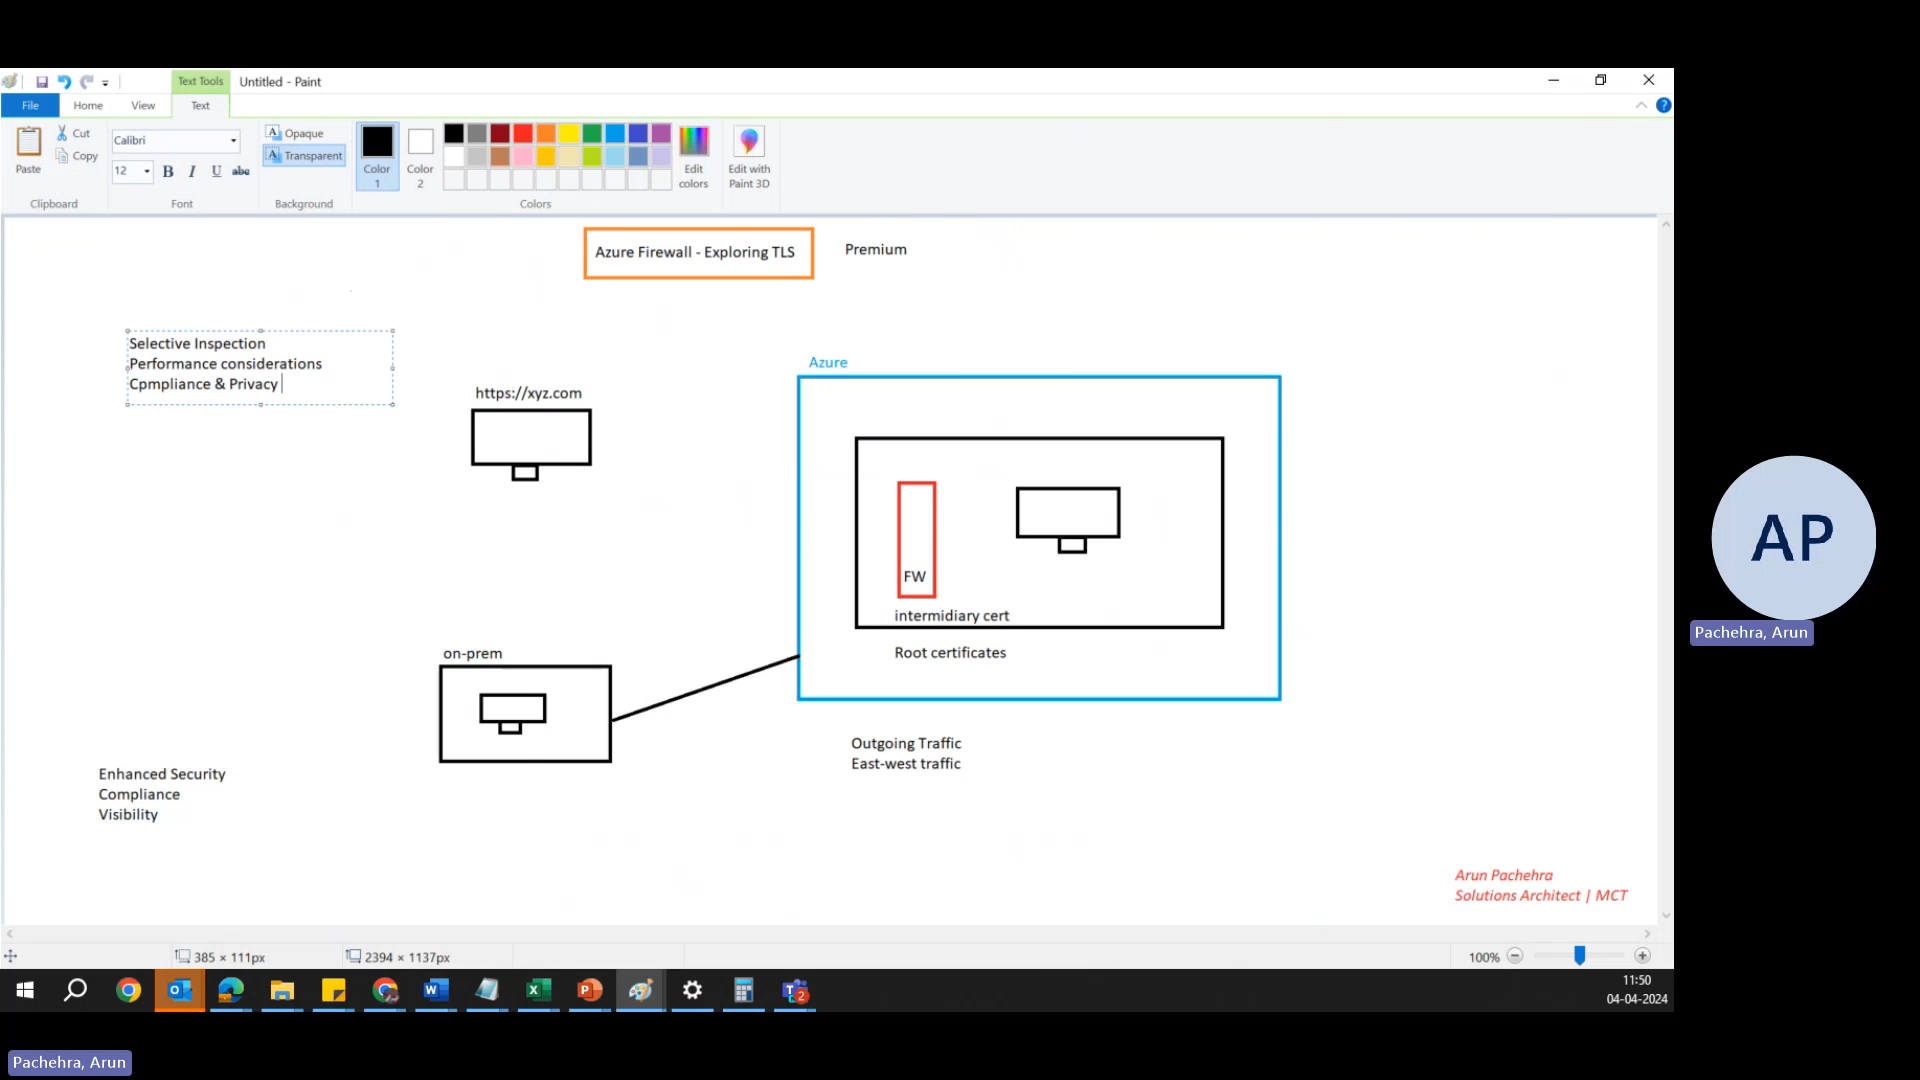 Text Tools
Untitled - Paint
File
Home
View
Text
Paste
Cut
Copy
Clipboard
Calibri
12
B
I
U
abc
Font
Opaque
Transparent
Background
Color
1
Color
2
Edit
colors
Colors
Edit with
Paint 3D
Azure Firewall - Exploring TLS
Premium
Selective Inspection
Performance considerations
Cpmpliance & Privacy
https://xyz.com
Azure
FW
intermidiary cert
Root certificates
on-prem
Outgoing Traffic
East-west traffic
Enhanced Security
Compliance
Visibility
Arun Pachehra
Solutions Architect | MCT
385 × 111px
2394 × 1137px
100%
11:50
04-04-2024
AP
Pachehra, Arun
Pachehra, Arun